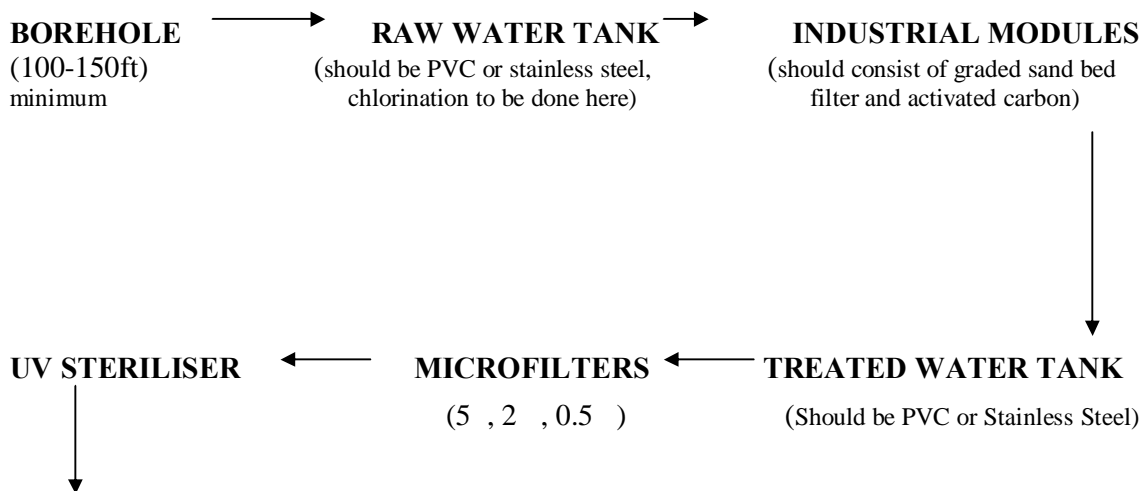 BOREHOLE
(100-150ft)
minimum
RAW WATER TANK
(should be PVC or stainless steel,
chlorination to be done here)
INDUSTRIAL MODULES
(should consist of graded sand bed
filter and activated carbon)
UV STERILISER
MICROFILTERS
(5 , 2 , 0.5 )
TREATED WATER TANK
(Should be PVC or Stainless Steel)